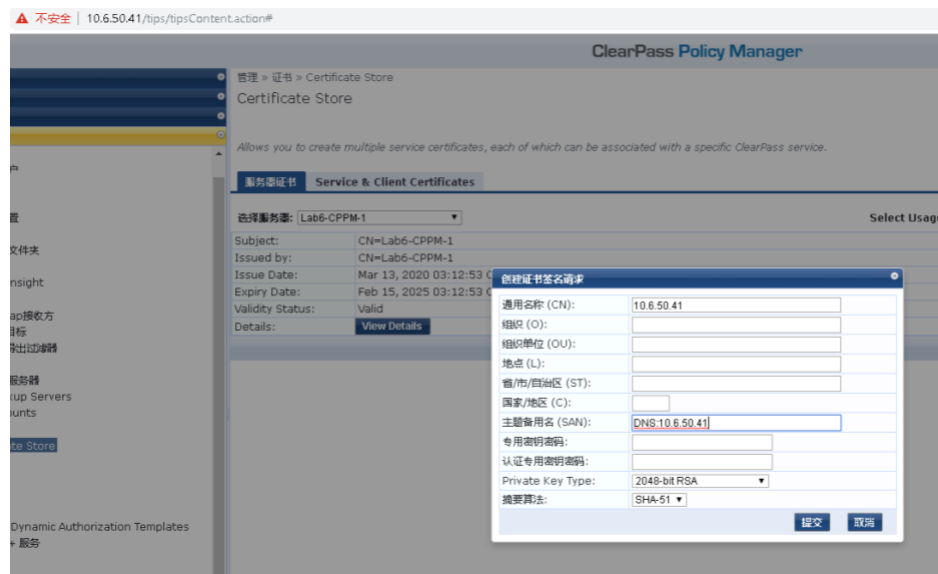 不安全 | 10.6.50.41/tips/tipsContent.action#
ClearPass Policy Manager
管理 » 证书 » Certificate Store
Certificate Store
Allows you to create multiple service certificates, each of which can be associated with a specific ClearPass service.
服务器证书 Service & Client Certificates
选择服务器: Lab6-CPPM-1
Select Usag
Subject: CN=Lab6-CPPM-1
Issued by: CN=Lab6-CPPM-1
Issue Date: Mar 13, 2020 03:12:53
Expiry Date: Feb 15, 2025 03:12:53
Validity Status: Valid
Details: View Details
户
置
文件夹
nsight
ap接收方
目标
导出过滤器
服务器
kup Servers
ounts
te Store
Dynamic Authorization Templates
+ 服务
创建证书签名请求
通用名称 (CN): 10.6.50.41
组织 (O):
组织单位 (OU):
地点 (L):
省/市/自治区 (ST):
国家/地区 (C):
主题备用名 (SAN): DNS:10.6.50.41
专用密钥密码:
认证专用密钥密码:
Private Key Type: 2048-bit RSA
摘要算法: SHA-51
提交 取消